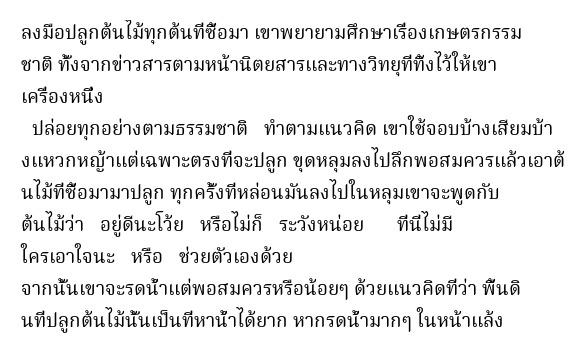 ลงมือปลูกต้นไม้ทุกต้นที่ซื้อมา เขาพยายามศึกษาเรื่องเกษตรกรรม
ชาติ ทั้งจากข่าวสารตามหน้านิตยสารและทางวิทยุที่ทิ้งไว้ให้เขา
เครื่องหนึ่ง
ปล่อยทุกอย่างตามธรรมชาติ ทำตามแนวคิด เขาใช้จอบบ้างเสียมบ้า
งแหวกหญ้าแต่เฉพาะตรงที่จะปลูก ขุดหลุมลงไปลึกพอสมควรแล้วเอาต้
นไม้ที่ซื้อมามาปลูก ทุกครั้งที่หล่อนมันลงไปในหลุมเขาจะพูดกับ
ต้นไม้ว่า อยู่ดีนะโว้ย หรือไม่ก็ ระวังหน่อย ที่นี่ไม่มี
ใครเอาใจนะ หรือ ช่วยตัวเองด้วย
จากนั้นเขาจะรดน้ำแต่พอสมควรหรือน้อยๆ ด้วยแนวคิดที่ว่า พื้นดิ
นที่ปลูกต้นไม้นั้นเป็นที่หาน้ำได้ยาก หากรดน้ำมากๆ ในหน้าแล้ง